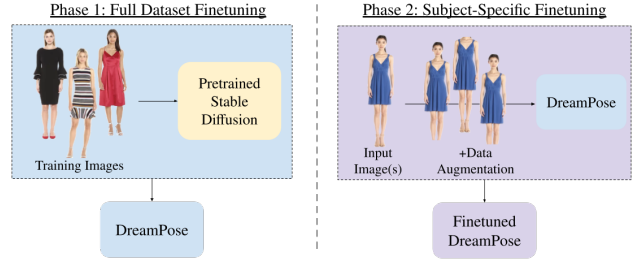 Phase 1: Full Dataset Finetuning
Pretrained
Stable
Diffusion
Training Images
DreamPose
Phase 2: Subject-Specific Finetuning
DreamPose
Input
Image(s)
+Data
Augmentation
Finetuned
DreamPose